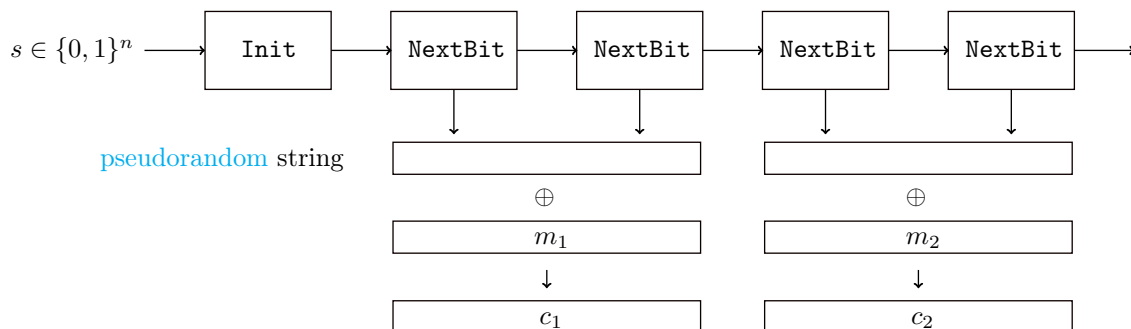 s ∈ {0, 1}ⁿ Init NextBit NextBit NextBit NextBit
pseudorandom string
⊕ ⊕
m₁ m₂
c₁ c₂